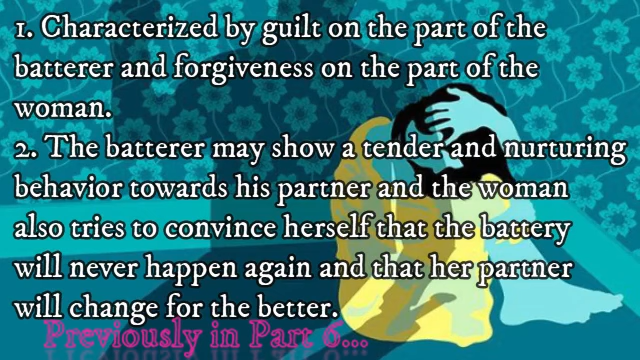 1. Characterized by guilt on the part of the
batterer and forgiveness on the part of the
woman.
2. The batterer may show a tender and nurturing
behavior towards his partner and the woman
also tries to convince herself that the battery
will never happen again and that her partner
will change for the better.
Previously in Part 6...